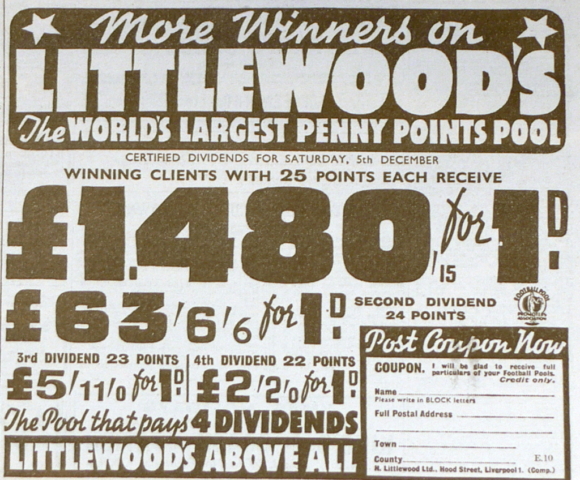 More Winners on
LITTLEWOOD'S
The WORLD'S LARGEST PENNY POINTS POOL
CERTIFIED DIVIDENDS FOR SATURDAY, 5th DECEMBER
WINNING CLIENTS WITH 25 POINTS EACH RECEIVE
£1,480/15 for 1D.
£63/6/6 for 1D.
SECOND DIVIDEND
24 POINTS
FOOTBALL POOL
PROMOTERS
ASSOCIATION
3rd DIVIDEND 23 POINTS
£5/11/0 for 1D.
4th DIVIDEND 22 POINTS
£2/2/0 for 1D.
The Pool that pays 4 DIVIDENDS
LITTLEWOOD'S ABOVE ALL
Post Coupon Now
COUPON. I will be glad to receive full
particulars of your Football Pools.
Credit only.
Name
Please write in BLOCK letters
Full Postal Address
Town
County E.10
H. Littlewood Ltd., Hood Street, Liverpool 1. (Comp.)